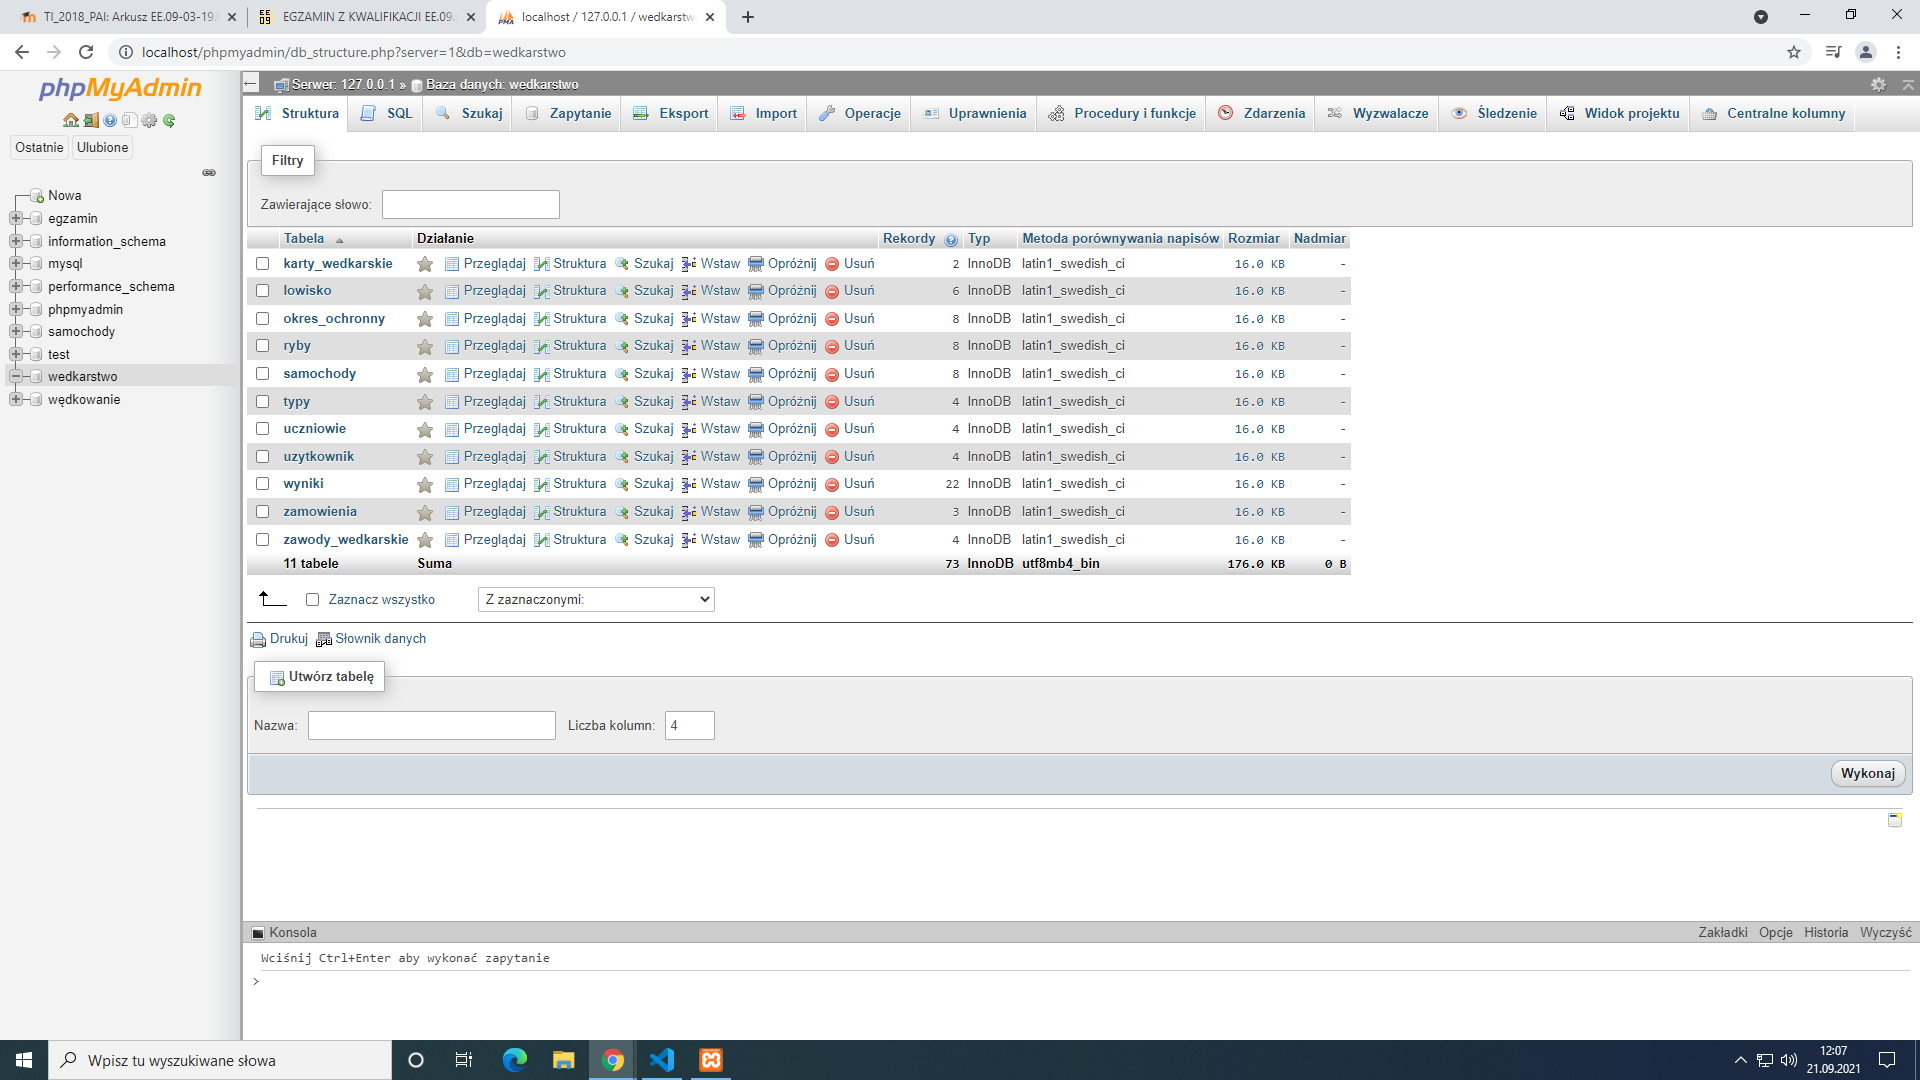 TI_2018_PAI: Arkusz EE.09-03-19.0
EGZAMIN Z KWALIFIKACJI EE.09
localhost / 127.0.0.1 / wedkarstw
localhost/phpmyadmin/db_structure.php?server=1&db=wedkarstwo
phpMyAdmin
Ostatnie Ulubione
Nowa
egzamin
information_schema
mysql
performance_schema
phpmyadmin
samochody
test
wedkarstwo
wędkowanie
Serwer: 127.0.0.1 » Baza danych: wedkarstwo
Struktura SQL Szukaj Zapytanie Eksport Import Operacje Uprawnienia Procedury i funkcje Zdarzenia Wyzwalacze Śledzenie Widok projektu Centralne kolumny
Filtry
Zawierające słowo:
Tabela Działanie Rekordy Typ Metoda porównywania napisów Rozmiar Nadmiar
karty_wedkarskie Przeglądaj Struktura Szukaj Wstaw Opróżnij Usuń 2 InnoDB latin1_swedish_ci 16.0 KB -
lowisko Przeglądaj Struktura Szukaj Wstaw Opróżnij Usuń 6 InnoDB latin1_swedish_ci 16.0 KB -
okres_ochronny Przeglądaj Struktura Szukaj Wstaw Opróżnij Usuń 8 InnoDB latin1_swedish_ci 16.0 KB -
ryby Przeglądaj Struktura Szukaj Wstaw Opróżnij Usuń 8 InnoDB latin1_swedish_ci 16.0 KB -
samochody Przeglądaj Struktura Szukaj Wstaw Opróżnij Usuń 8 InnoDB latin1_swedish_ci 16.0 KB -
typy Przeglądaj Struktura Szukaj Wstaw Opróżnij Usuń 4 InnoDB latin1_swedish_ci 16.0 KB -
uczniowie Przeglądaj Struktura Szukaj Wstaw Opróżnij Usuń 4 InnoDB latin1_swedish_ci 16.0 KB -
uzytkownik Przeglądaj Struktura Szukaj Wstaw Opróżnij Usuń 4 InnoDB latin1_swedish_ci 16.0 KB -
wyniki Przeglądaj Struktura Szukaj Wstaw Opróżnij Usuń 22 InnoDB latin1_swedish_ci 16.0 KB -
zamowienia Przeglądaj Struktura Szukaj Wstaw Opróżnij Usuń 3 InnoDB latin1_swedish_ci 16.0 KB -
zawody_wedkarskie Przeglądaj Struktura Szukaj Wstaw Opróżnij Usuń 4 InnoDB latin1_swedish_ci 16.0 KB -
11 tabele Suma 73 InnoDB utf8mb4_bin 176.0 KB 0 B
Zaznacz wszystko Z zaznaczonymi:
Drukuj Słownik danych
Utwórz tabelę
Nazwa: Liczba kolumn: 4
Wykonaj
Konsola Zakładki Opcje Historia Wyczyść
Wciśnij Ctrl+Enter aby wykonać zapytanie
>
Wpisz tu wyszukiwane słowa
12:07
21.09.2021